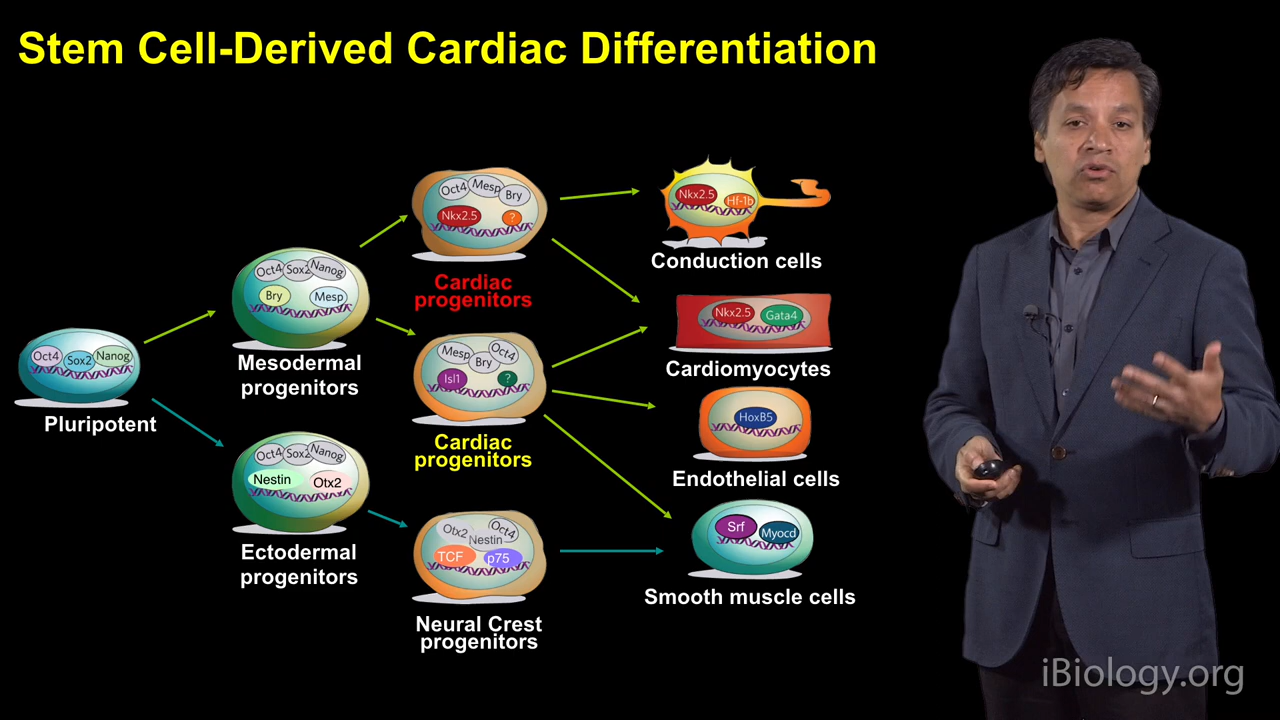 Stem Cell-Derived Cardiac Differentiation
Oct4 Sox2 Nanog
Pluripotent
Oct4 Sox2 Nanog
Bry Mesp
Mesodermal
progenitors
Oct4 Sox2 Nanog
Nestin Otx2
Ectodermal
progenitors
Oct4 Mesp Bry
Nkx2.5 ?
Cardiac
progenitors
Mesp Bry Oct4
Isl1 ?
Cardiac
progenitors
Otx2 Nestin Oct4
TCF p75
Neural Crest
progenitors
Nkx2.5 Hf-1b
Conduction cells
Nkx2.5 Gata4
Cardiomyocytes
HoxB5
Endothelial cells
Srf Myocd
Smooth muscle cells
iBiology.org